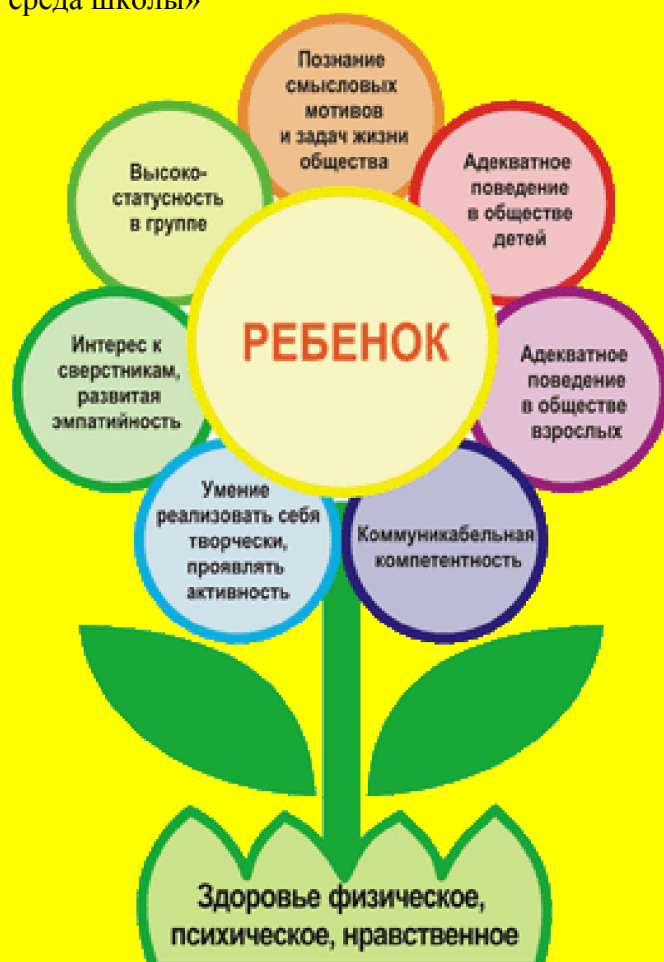 среда школы»
Познание
смысловых
мотивов
и задач жизни
общества
Высоко-
статусность
в группе
Адекватное
поведение
в обществе
детей
РЕБЕНОК
Интерес к
сверстникам,
развитая
эмпатийность
Адекватное
поведение
в обществе
взрослых
Умение
реализовать себя
творчески,
проявлять
активность
Коммуникабельная
компетентность
Здоровье физическое,
психическое, нравственное